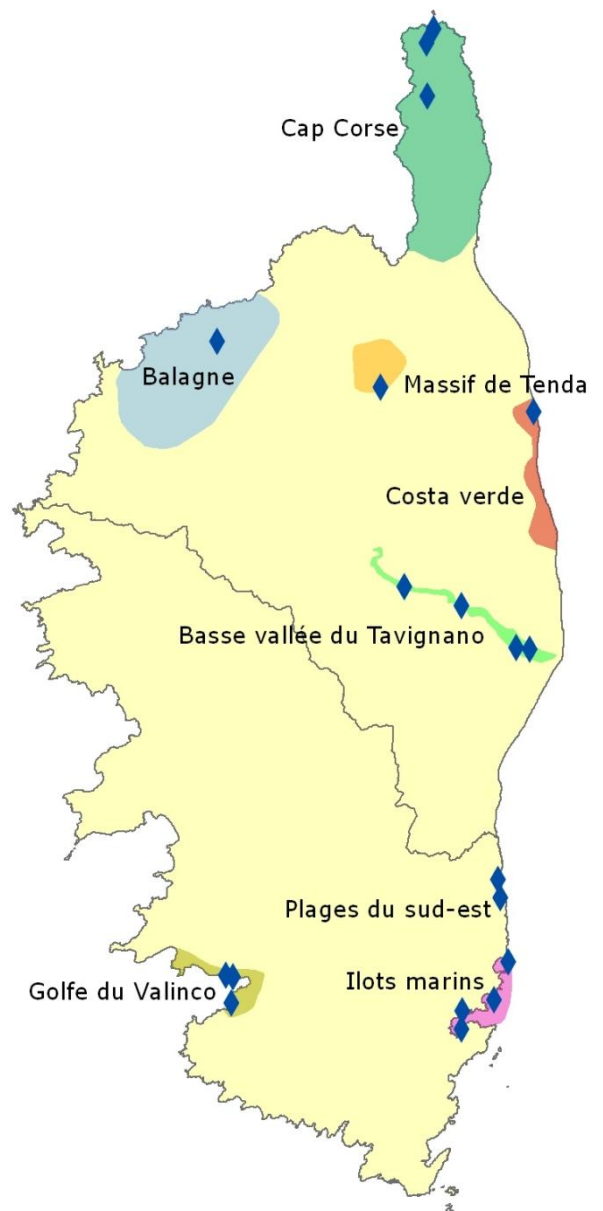 Cap Corse
Balagne
Massif de Tenda
Costa verde
Basse vallée du Tavignano
Plages du sud-est
Ilots marins
Golfe du Valinco